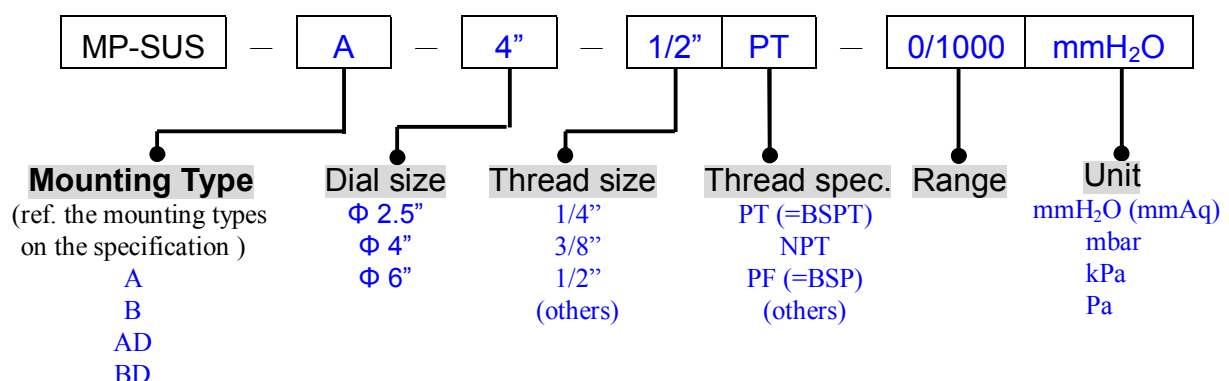 MP-SUS — A — 4” — 1/2” PT — 0/1000 mmH₂O
Mounting Type
(ref. the mounting types
on the specification )
A
B
AD
BD
Dial size
Φ 2.5”
Φ 4”
Φ 6”
Thread size
1/4”
3/8”
1/2”
(others)
Thread spec.
PT (=BSPT)
NPT
PF (=BSP)
(others)
Range
Unit
mmH₂O (mmAq)
mbar
kPa
Pa